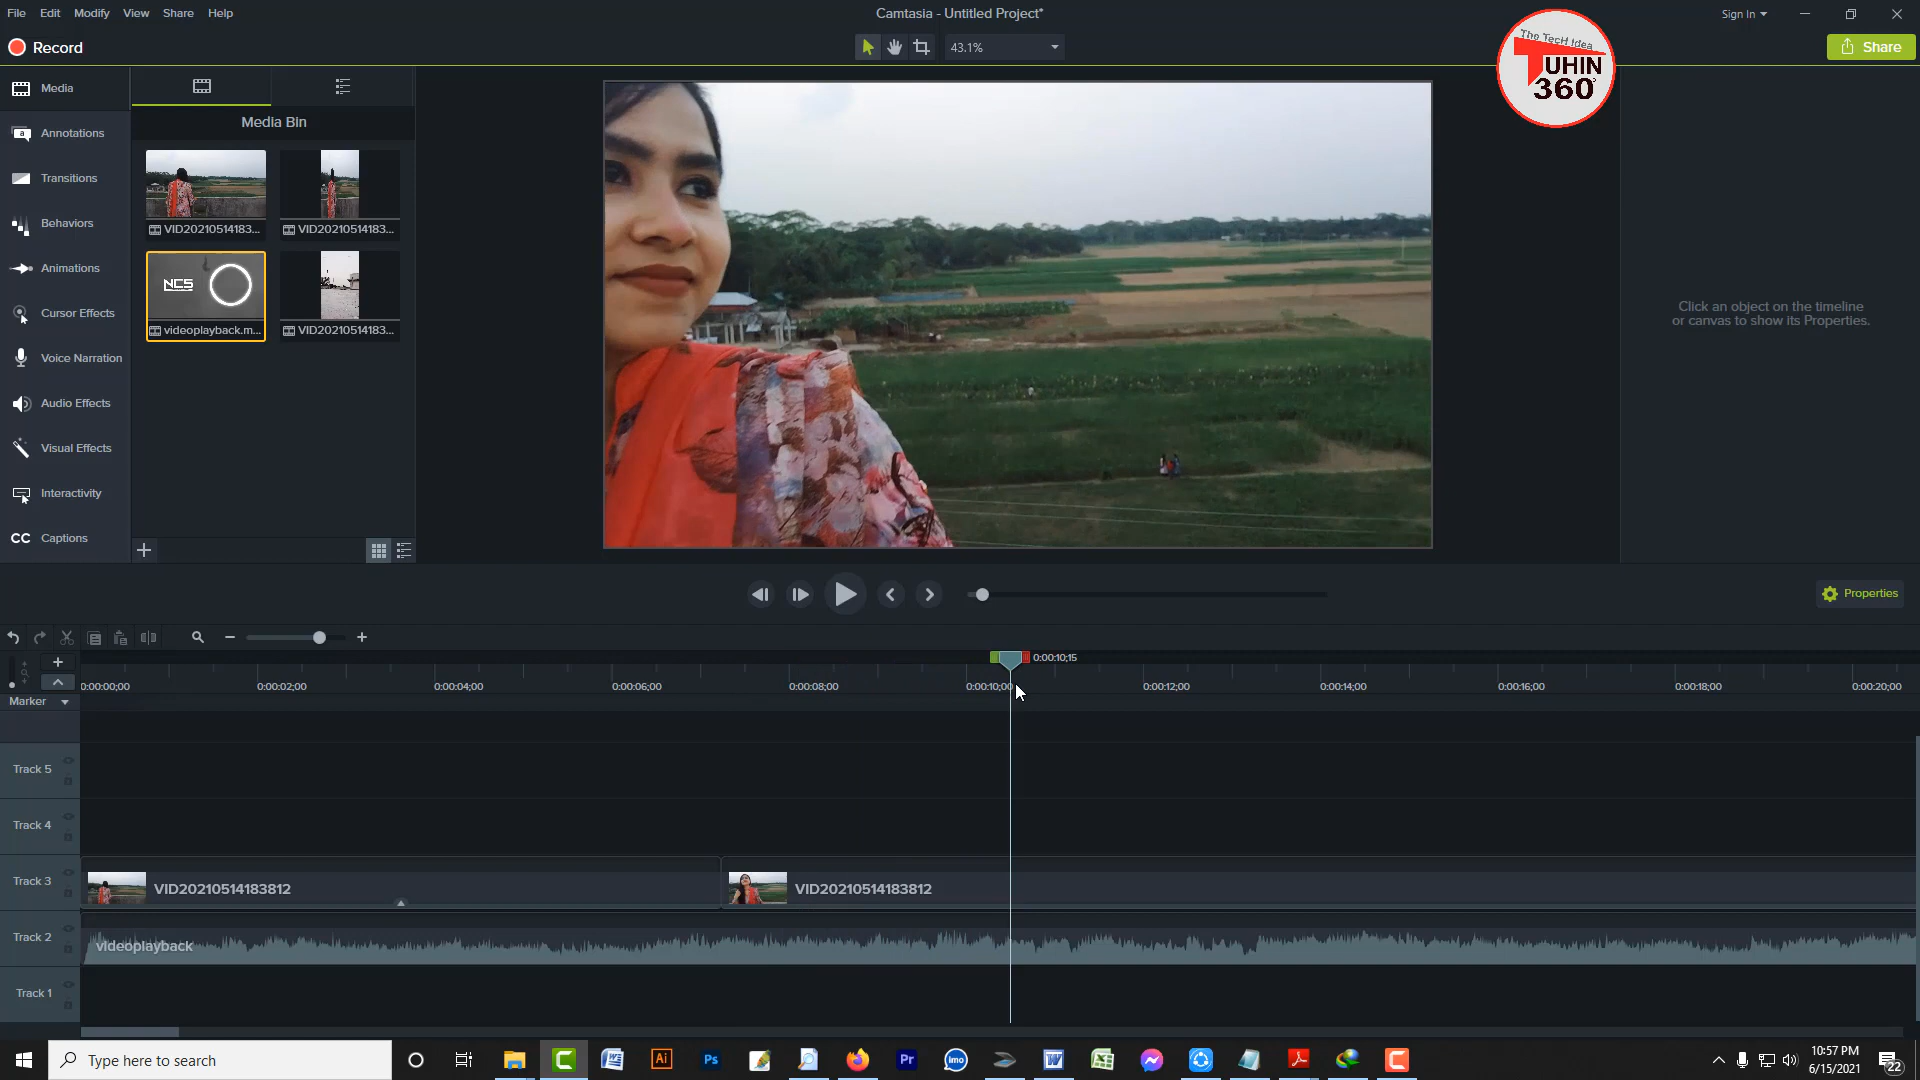 File Edit Modify View Share Help
Camtasia - Untitled Project*
Sign In
Record
43.1%
Share
The TecH Idea
TUHIN
360°
Media
Annotations
Transitions
Behaviors
Animations
Cursor Effects
Voice Narration
Audio Effects
Visual Effects
Interactivity
CC Captions
Media Bin
VID20210514183... VID20210514183...
NCS
videoplayback.m... VID20210514183...
Click an object on the timeline
or canvas to show its Properties.
Properties
0:00:10;15
0:00:00;00 0:00:02;00 0:00:04;00 0:00:06;00 0:00:08;00 0:00:10;00 0:00:12;00 0:00:14;00 0:00:16;00 0:00:18;00 0:00:20;00
Marker
Track 5
Track 4
Track 3 VID20210514183812 VID20210514183812
Track 2 videoplayback
Track 1
Type here to search
Ai
Ps
Pr
imo
10:57 PM
6/15/2021
22